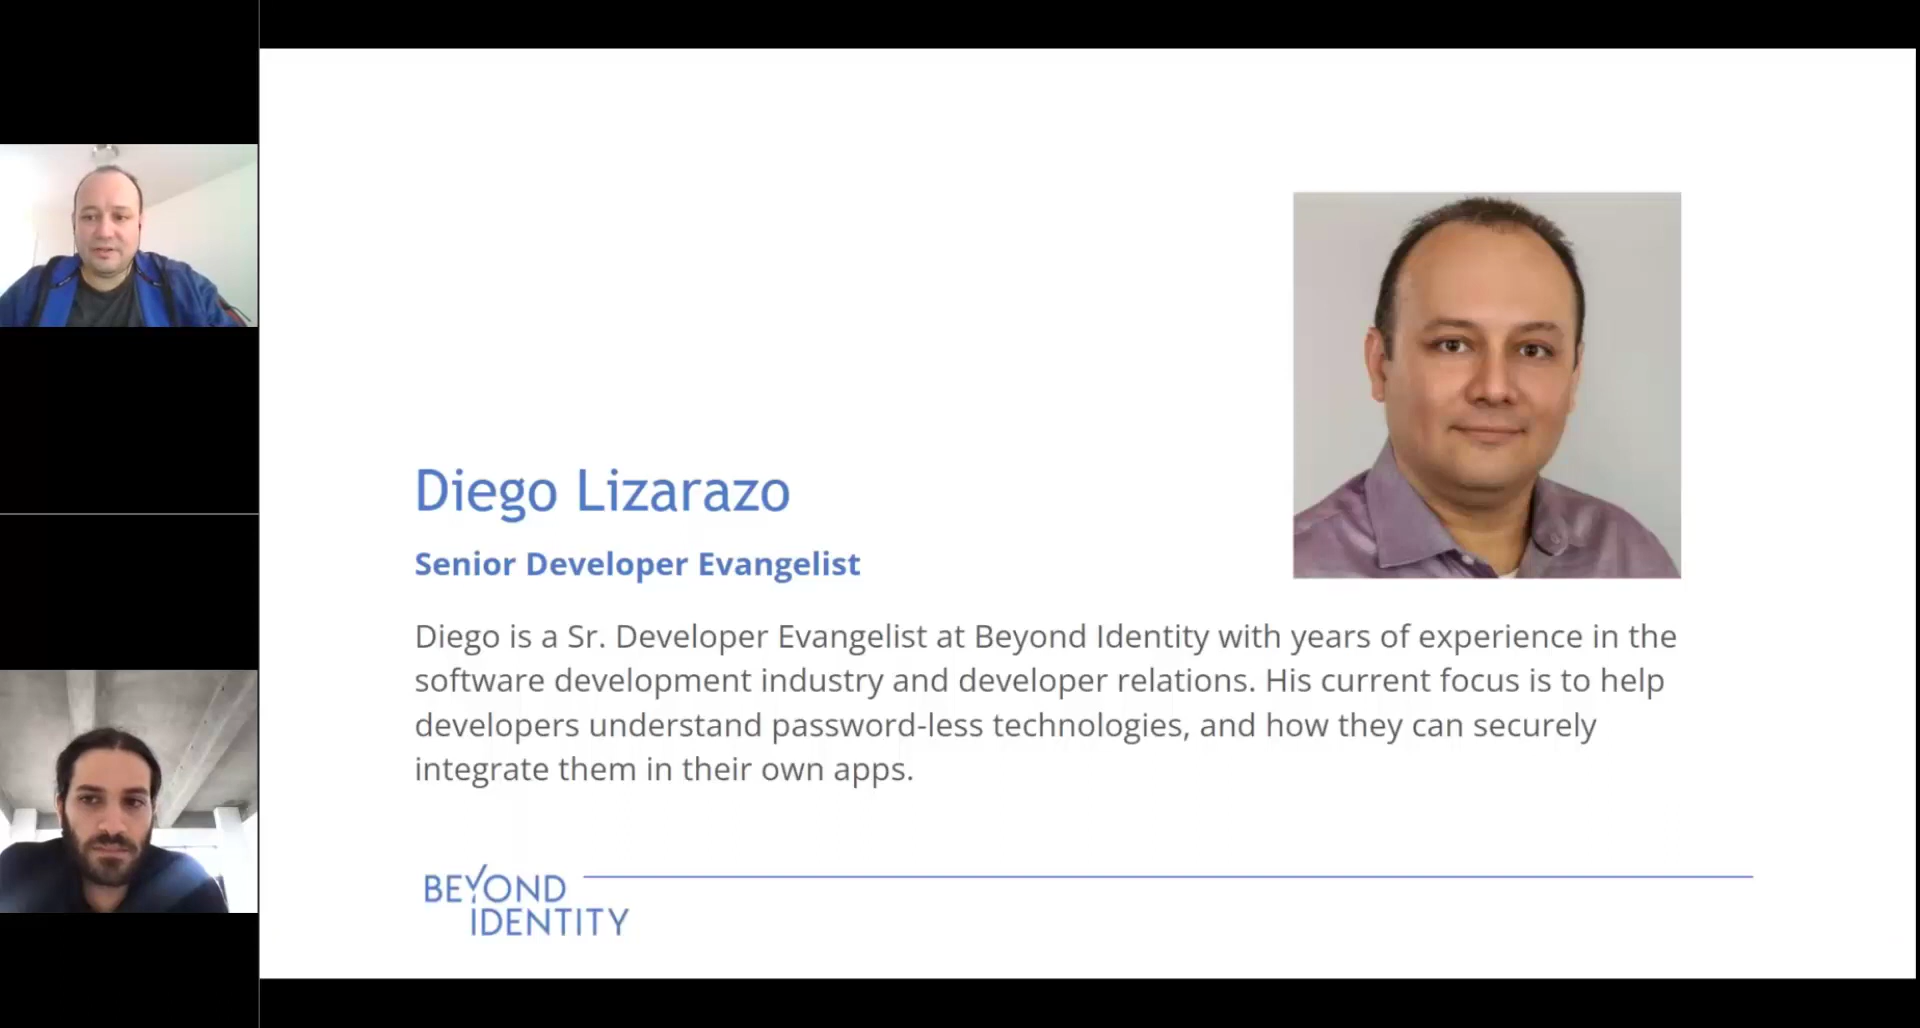 Diego Lizarazo
Senior Developer Evangelist
Diego is a Sr. Developer Evangelist at Beyond Identity with years of experience in the
software development industry and developer relations. His current focus is to help
developers understand password-less technologies, and how they can securely
integrate them in their own apps.
BEYOND
IDENTITY